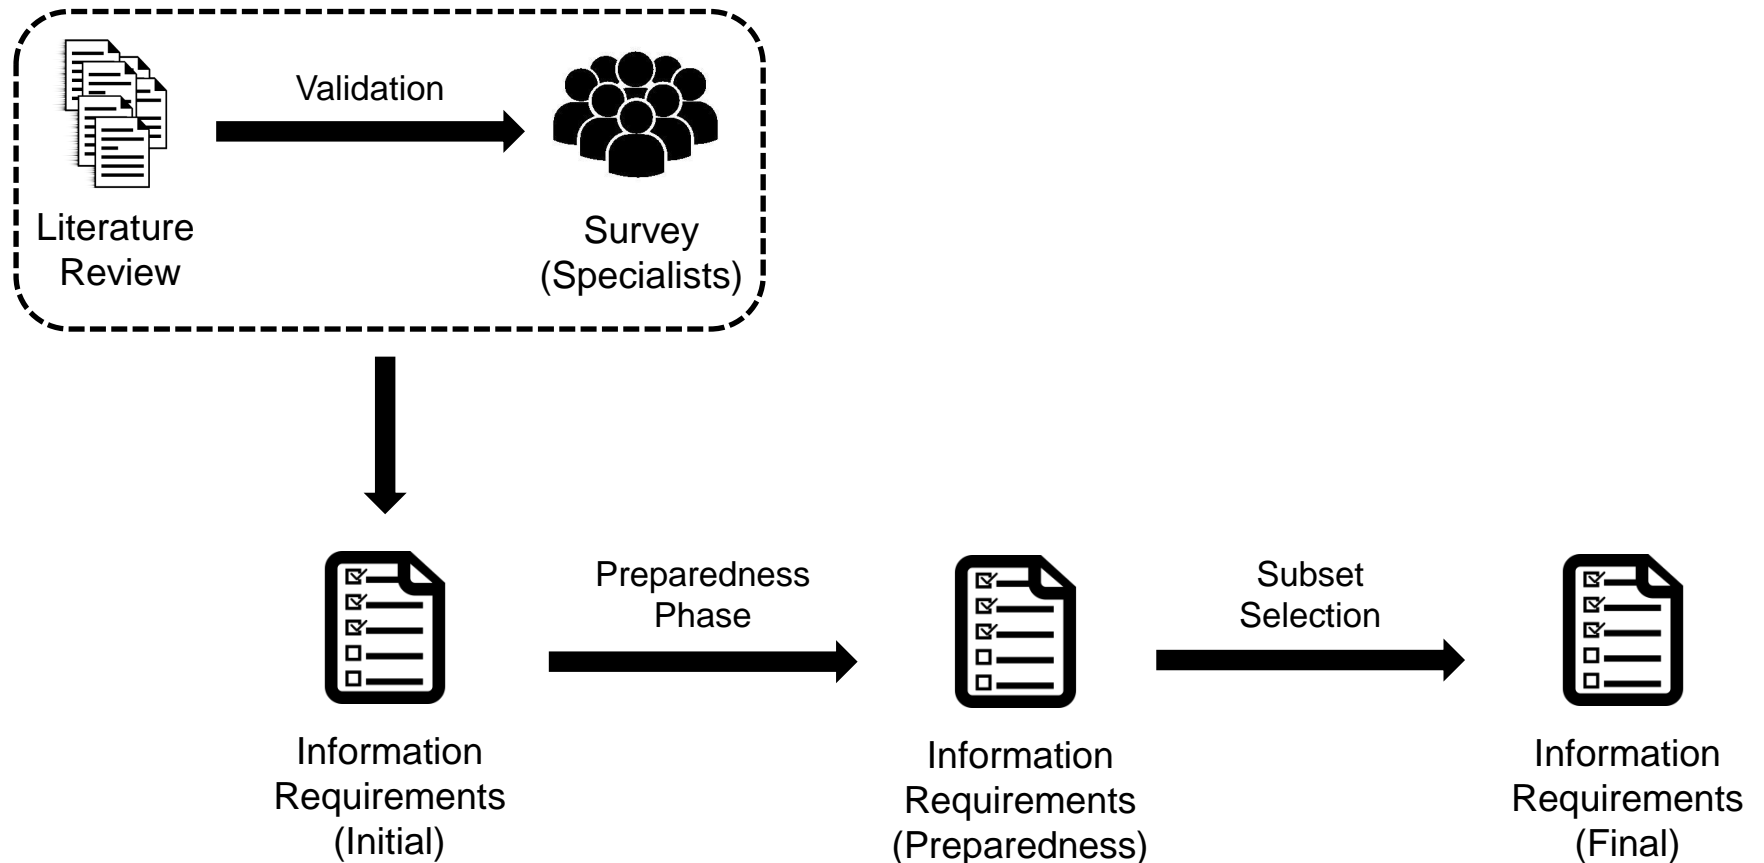 Validation
Literature
Review
Survey
(Specialists)
Preparedness
Phase
Subset
Selection
Information
Requirements
(Initial)
Information
Requirements
(Preparedness)
Information
Requirements
(Final)